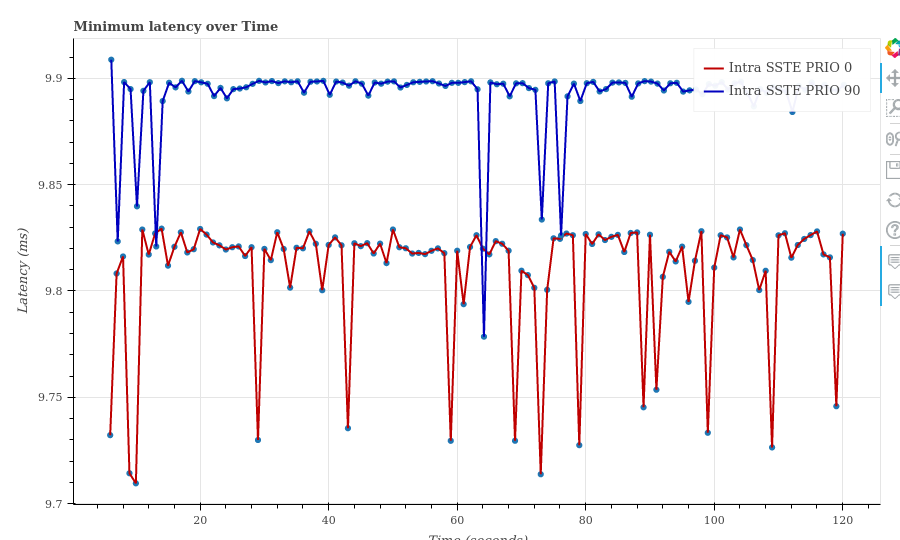 Minimum latency over Time
Intra SSTE PRIO 0
Intra SSTE PRIO 90
Latency (ms)
9.9
9.85
9.8
9.75
9.7
20 40 60 80 100 120
Time (seconds)